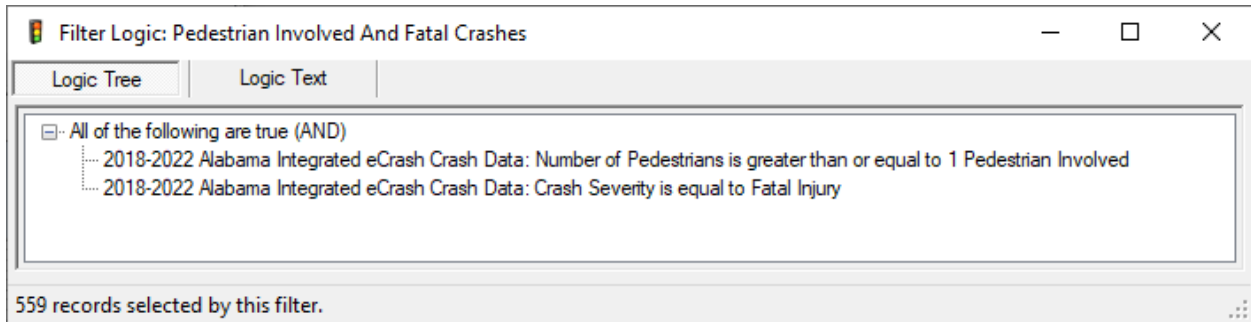 Filter Logic: Pedestrian Involved And Fatal Crashes
Logic Tree
Logic Text
All of the following are true (AND)
2018-2022 Alabama Integrated eCrash Crash Data: Number of Pedestrians is greater than or equal to 1 Pedestrian Involved
2018-2022 Alabama Integrated eCrash Crash Data: Crash Severity is equal to Fatal Injury
559 records selected by this filter.